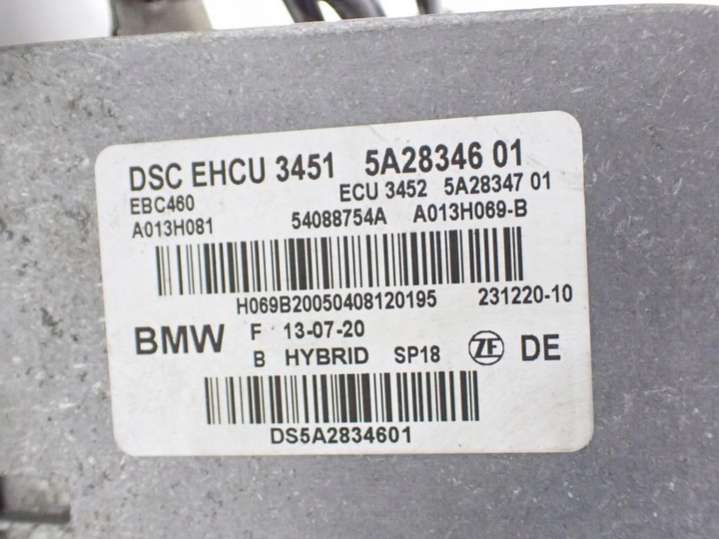 DSC EHCU 3451 5A28346 01
EBC460 ECU 3452 5A28347 01
A013H081 54088754A A013H069-B
H069B20050408120195 231220-10
BMW F 13-07-20
B HYBRID SP18 ZF DE
DS5A2834601